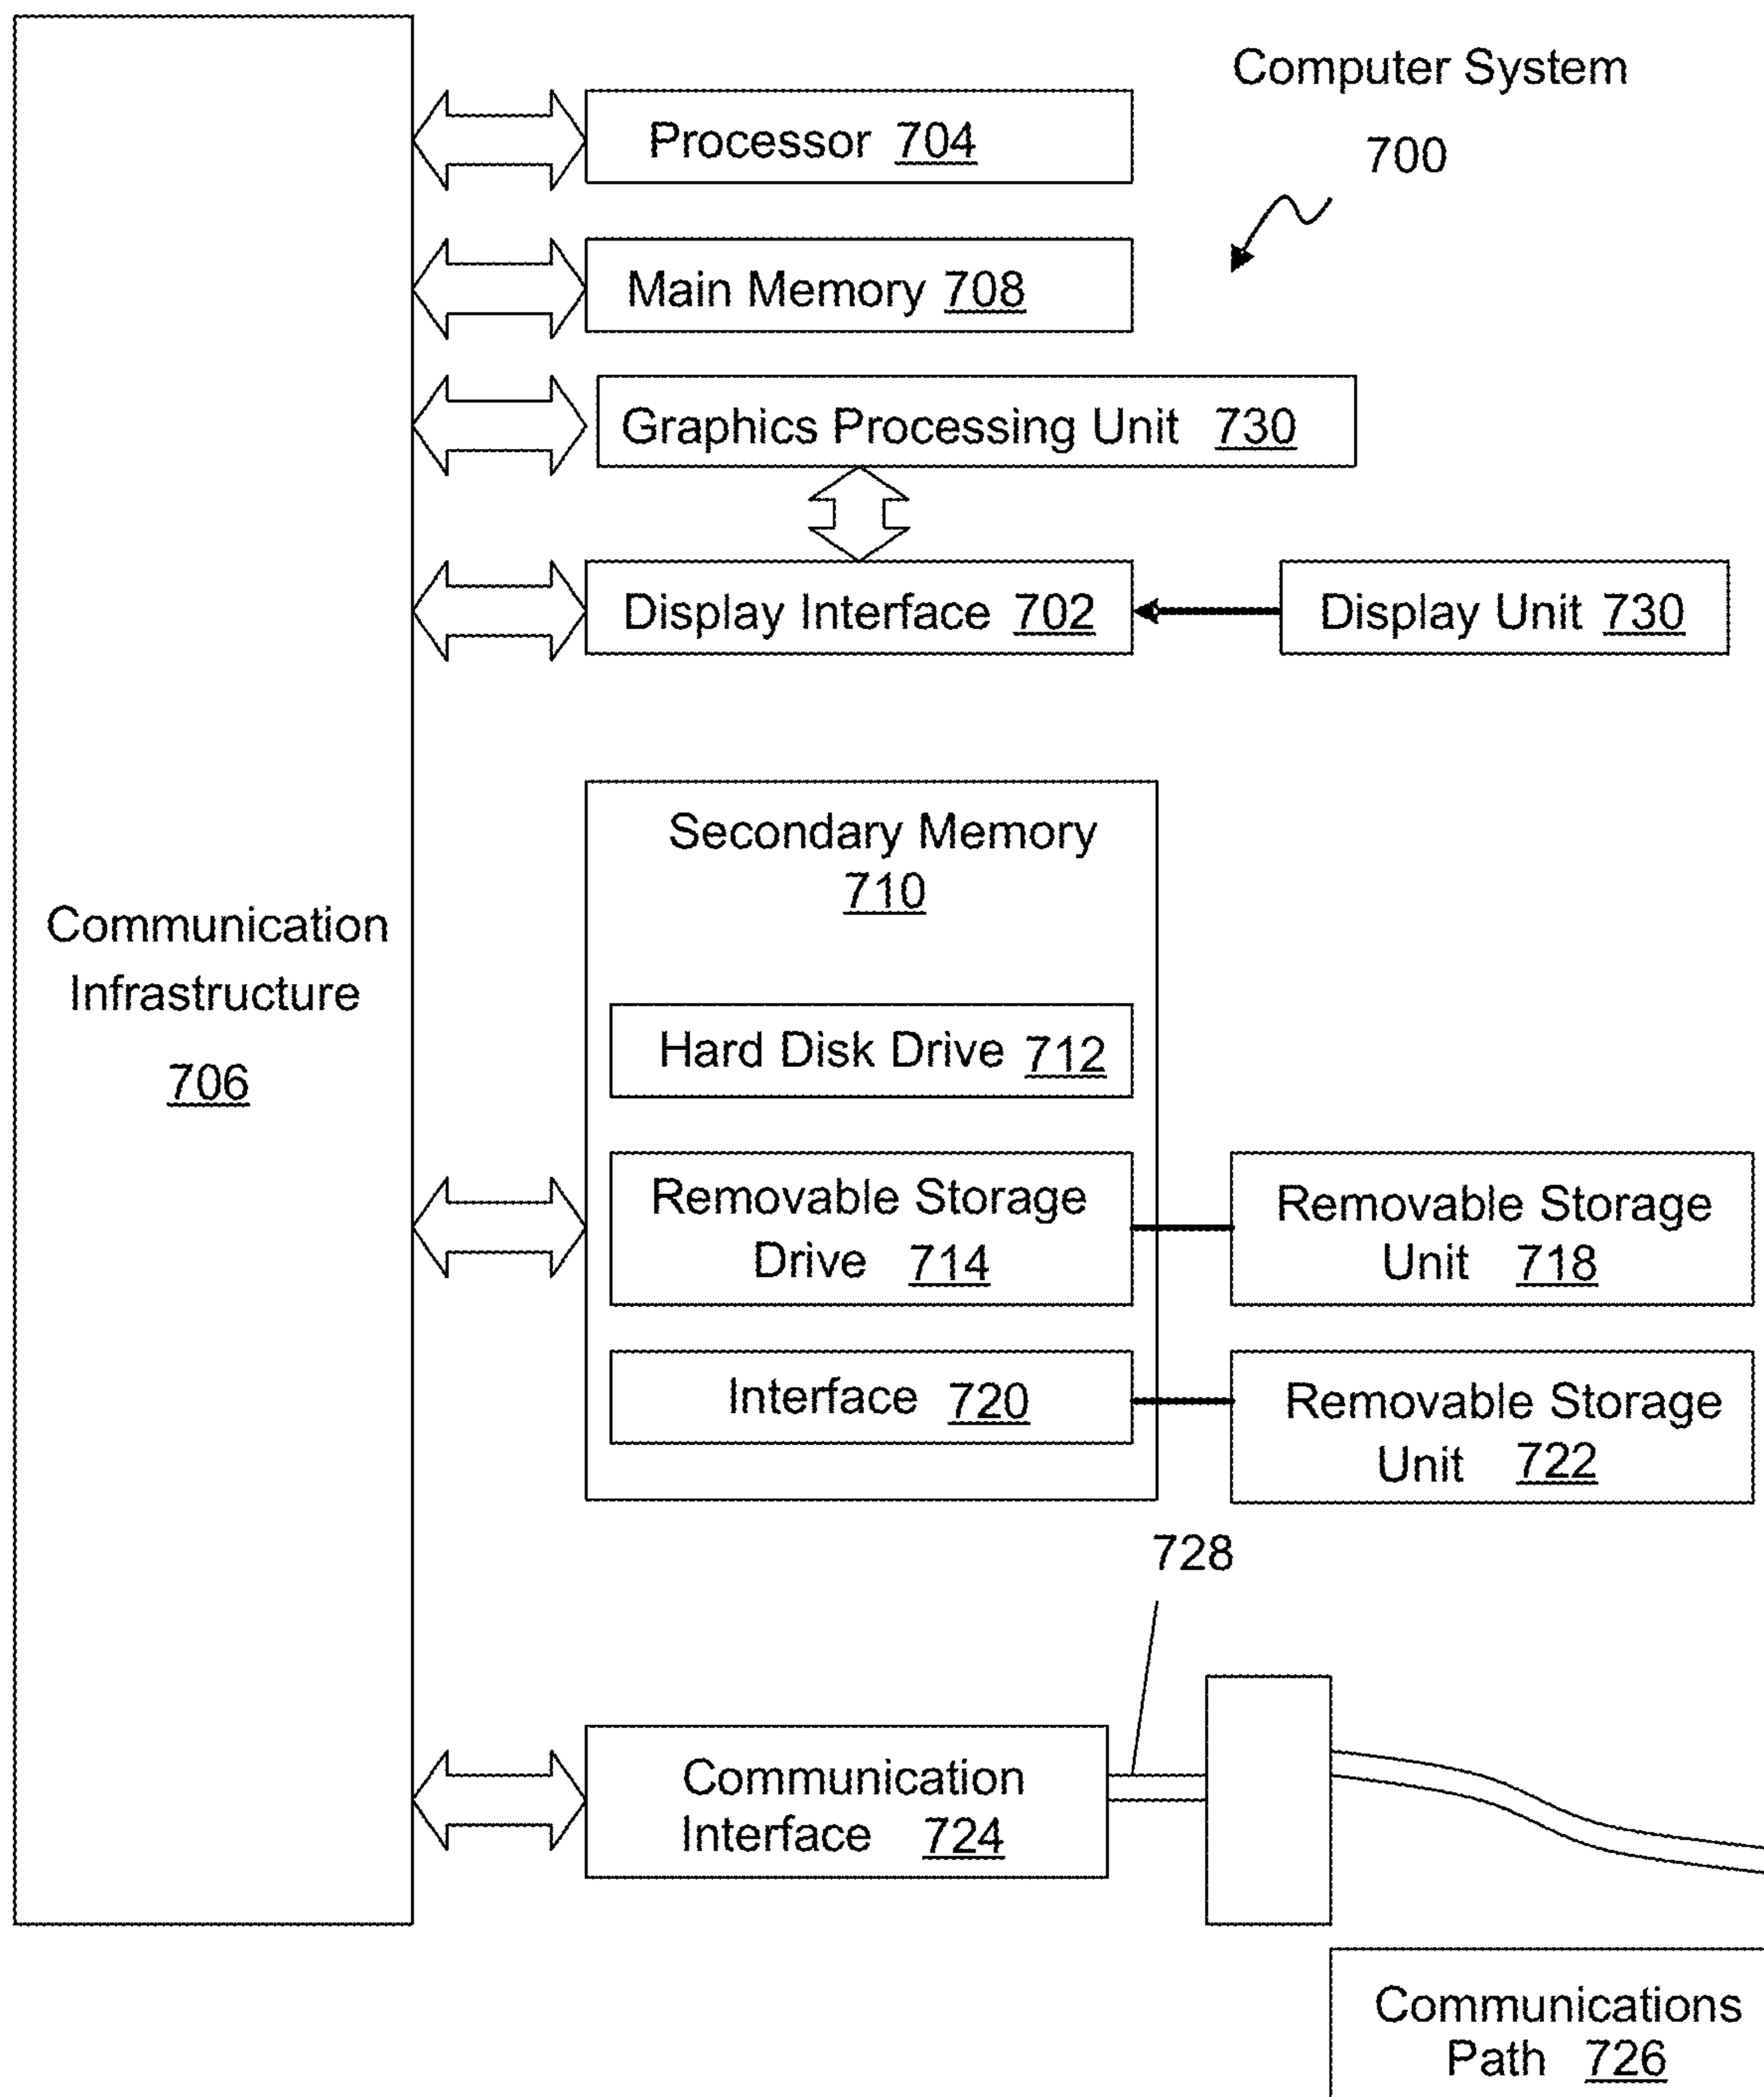 Computer System
700
Processor 704
Main Memory 708
Graphics Processing Unit 730
Display Interface 702
Display Unit 730
Communication
Infrastructure
706
Secondary Memory
710
Hard Disk Drive 712
Removable Storage
Drive 714
Removable Storage
Unit 718
Interface 720
Removable Storage
Unit 722
728
Communication
Interface 724
Communications
Path 726